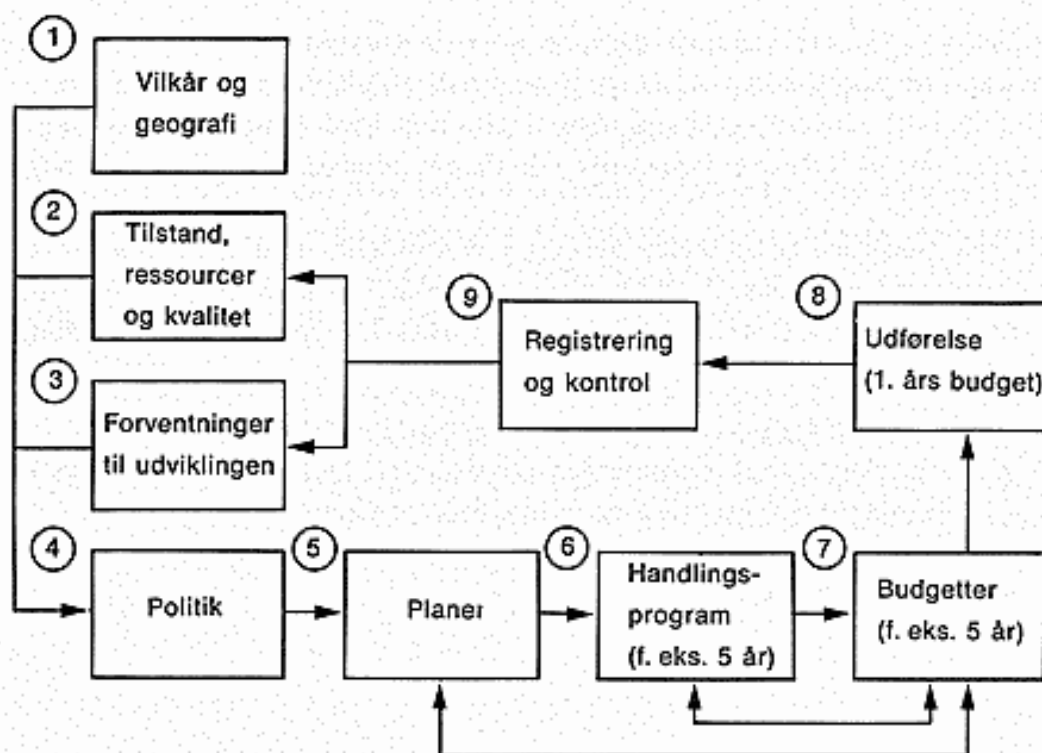 1
Vilkår og
geografi
2
Tilstand,
ressourcer
og kvalitet
3
Forventninger
til udviklingen
4
Politik
5
Planer
6
Handlings-
program
(f. eks. 5 år)
7
Budgetter
(f. eks. 5 år)
8
Udførelse
(1. års budget)
9
Registrering
og kontrol